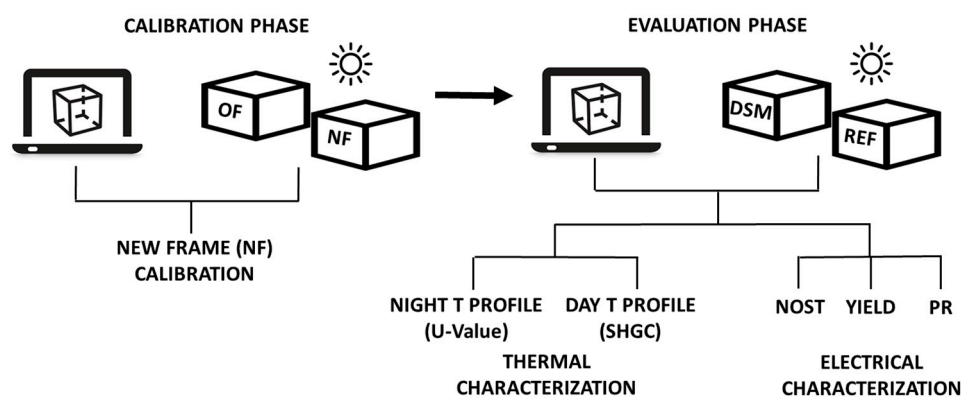 CALIBRATION PHASE
EVALUATION PHASE
OF
NF
DSM
REF
NEW FRAME (NF)
CALIBRATION
NIGHT T PROFILE
(U-Value)
DAY T PROFILE
(SHGC)
THERMAL
CHARACTERIZATION
NOST YIELD PR
ELECTRICAL
CHARACTERIZATION